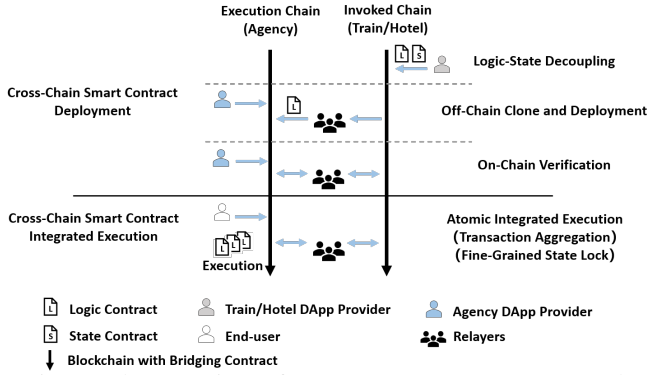 Execution Chain
(Agency)
Invoked Chain
(Train/Hotel)
L S
Logic-State Decoupling
Cross-Chain Smart Contract
Deployment
L
Off-Chain Clone and Deployment
On-Chain Verification
Cross-Chain Smart Contract
Integrated Execution
L L L
Execution
Atomic Integrated Execution
(Transaction Aggregation)
(Fine-Grained State Lock)
L Logic Contract
Train/Hotel DApp Provider
Agency DApp Provider
S State Contract
End-user
Relayers
Blockchain with Bridging Contract